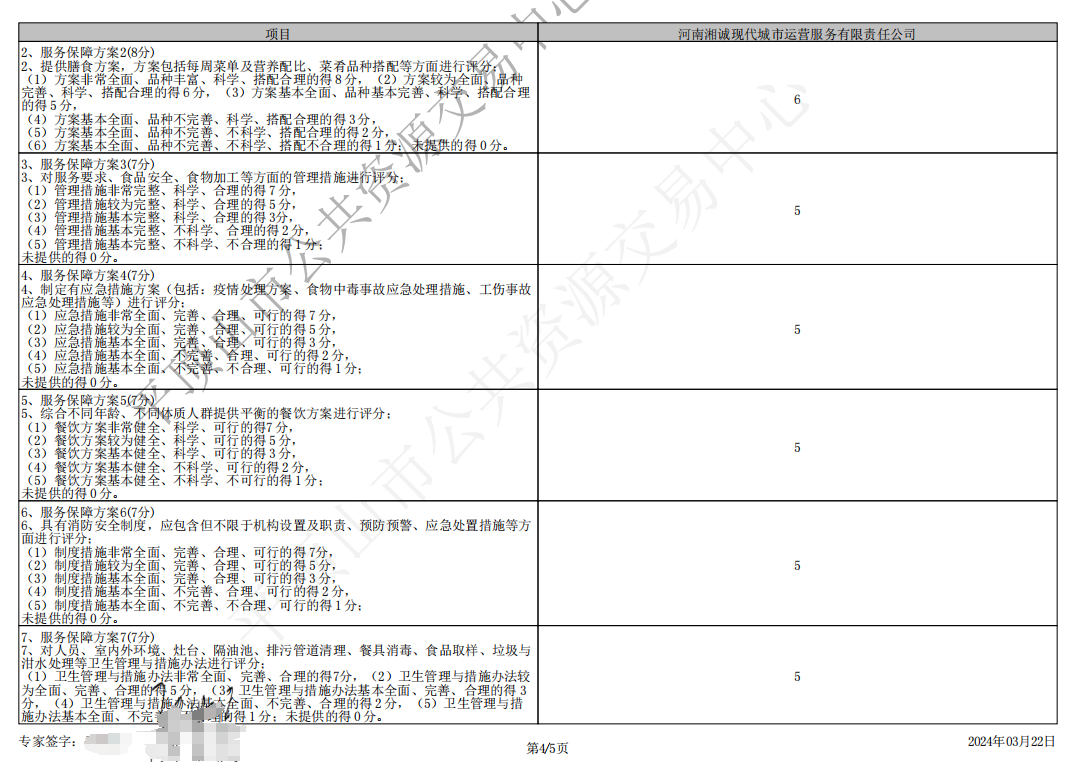 项目
河南湘诚现代城市运营服务有限责任公司
2、服务保障方案2(8分)
2、提供膳食方案，方案包括每周菜单及营养配比、菜肴品种搭配等方面进行评分；
（1）方案非常全面、品种丰富、科学、搭配合理的得8分，（2）方案较为全面、品种
完善、科学、搭配合理的得6分，（3）方案基本全面、品种基本完善、科学、搭配合理
的得5分，
（4）方案基本全面、品种不完善、科学、搭配合理的得3分，
（5）方案基本全面、品种不完善、不科学、搭配合理的得2分，
（6）方案基本全面、品种不完善、不科学、搭配不合理的得1分；未提供的得0分。
6
3、服务保障方案3(7分)
3、对服务要求、食品安全、食物加工等方面的管理措施进行评分；
（1）管理措施非常完整、科学、合理的得7分，
（2）管理措施较为完整、科学、合理的得5分，
（3）管理措施基本完整、科学、合理的得3分，
（4）管理措施基本完整、不科学、合理的得2分，
（5）管理措施基本完整、不科学、不合理的得1分；
未提供的得0分。
5
4、服务保障方案4(7分)
4、制定有应急措施方案（包括：疫情处理方案、食物中毒事故应急处理措施、工伤事故
应急处理措施等）进行评分；
（1）应急措施非常全面、完善、合理、可行的得7分，
（2）应急措施较为全面、完善、合理、可行的得5分，
（3）应急措施基本全面、完善、合理、可行的得3分，
（4）应急措施基本全面、不完善、合理、可行的得2分，
（5）应急措施基本全面、不完善、不合理、可行的得1分；
未提供的得0分。
5
5、服务保障方案5(7分)
5、综合不同年龄、不同体质人群提供平衡的餐饮方案进行评分；
（1）餐饮方案非常健全、科学、可行的得7分，
（2）餐饮方案较为健全、科学、可行的得5分，
（3）餐饮方案基本健全、科学、可行的得3分，
（4）餐饮方案基本健全、不科学、可行的得2分，
（5）餐饮方案基本健全、不科学、不可行的得1分；
未提供的得0分。
5
6、服务保障方案6(7分)
6、具有消防安全制度，应包含但不限于机构设置及职责、预防预警、应急处置措施等方
面进行评分；
（1）制度措施非常全面、完善、合理、可行的得7分，
（2）制度措施较为全面、完善、合理、可行的得5分，
（3）制度措施基本全面、完善、合理、可行的得3分，
（4）制度措施基本全面、不完善、合理、可行的得2分，
（5）制度措施基本全面、不完善、不合理、可行的得1分；
未提供的得0分。
5
7、服务保障方案7(7分)
7、对人员、室内外环境、灶台、隔油池、排污管道清理、餐具消毒、食品取样、垃圾与
泔水处理等卫生管理与措施办法进行评分；
（1）卫生管理与措施办法非常全面、完善、合理的得7分，（2）卫生管理与措施办法较
为全面、完善、合理的得5分，（3）卫生管理与措施办法基本全面、完善、合理的得3
分，（4）卫生管理与措施办法基本全面、不完善、合理的得2分，（5）卫生管理与措
施办法基本全面、不完善、不合理的得1分；未提供的得0分。
5
专家签字：
第4/5页
2024年03月22日
平顶山市公共资源交易中心
平顶山市公共资源交易中心